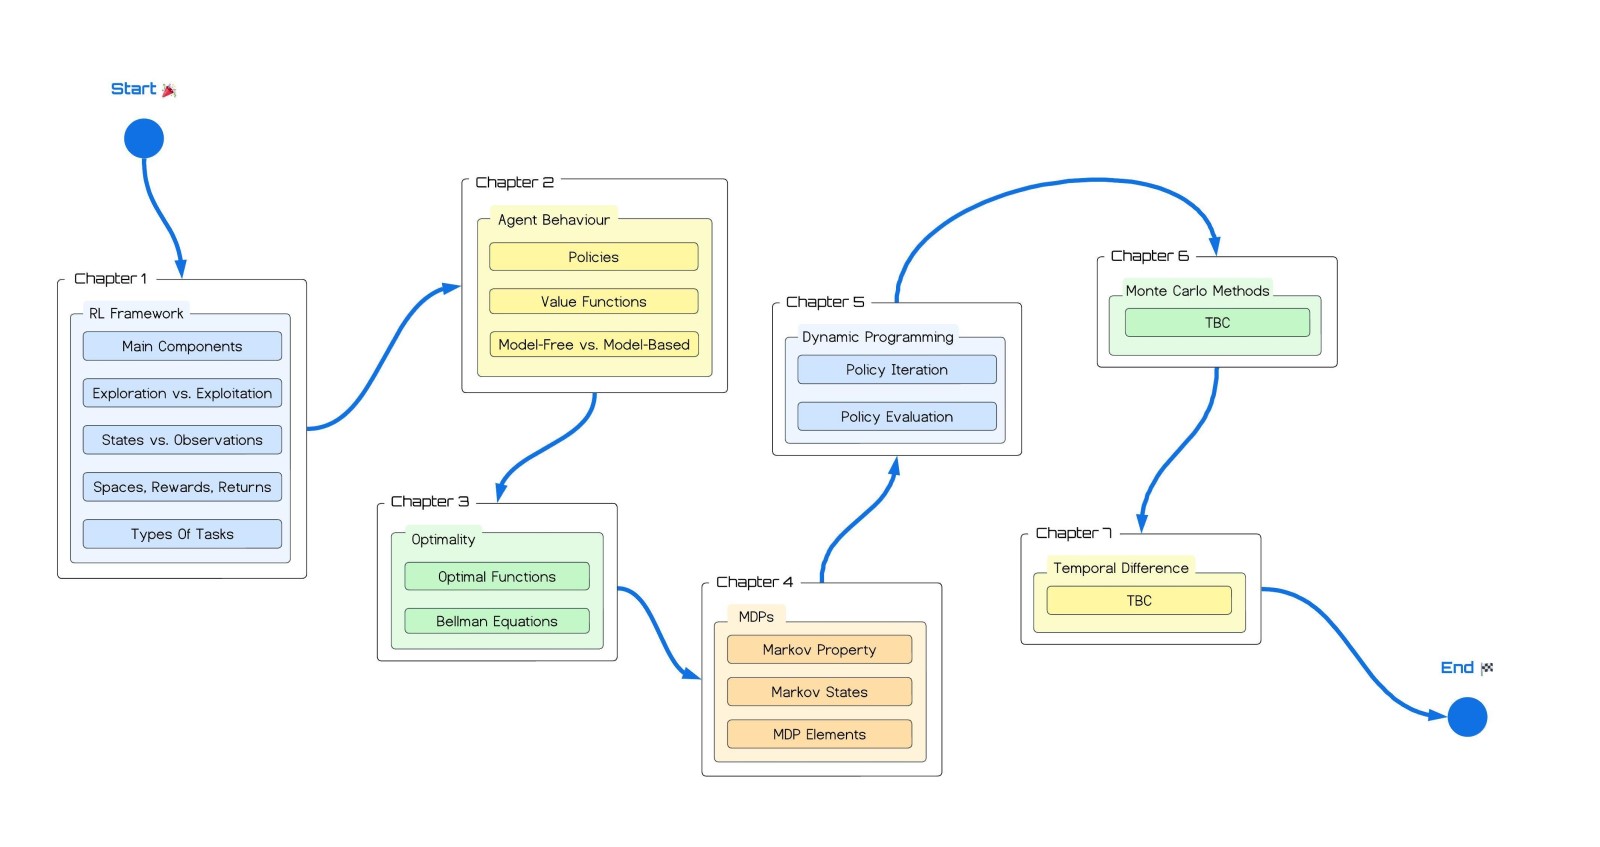 Start
Chapter 1
RL Framework
Main Components
Exploration vs. Exploitation
States vs. Observations
Spaces, Rewards, Returns
Types Of Tasks
Chapter 2
Agent Behaviour
Policies
Value Functions
Model-Free vs. Model-Based
Chapter 3
Optimality
Optimal Functions
Bellman Equations
Chapter 4
MDPs
Markov Property
Markov States
MDP Elements
Chapter 5
Dynamic Programming
Policy Iteration
Policy Evaluation
Chapter 6
Monte Carlo Methods
TBC
Chapter 7
Temporal Difference
TBC
End